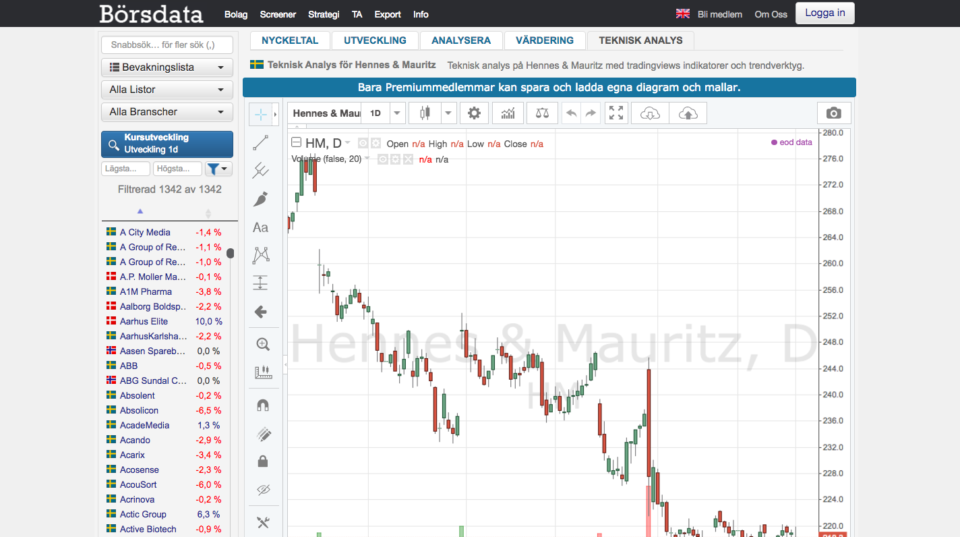 Börsdata Bolag Screener Strategi TA Export Info Bli medlem Om Oss Logga in
Snabbsök... för fler sök (,)
Bevakningslista
Alla Listor
Alla Branscher
Kursutveckling
Utveckling 1d
Lägsta... Högsta...
Filtrerad 1342 av 1342
A City Media -1,4 %
A Group of Re... -1,1 %
A Group of Re... -1,0 %
A.P. Moller Ma... -0,1 %
A1M Pharma -3,8 %
Aalborg Boldsp.. -2,2 %
Aarhus Elite 10,0 %
AarhusKarlsha.. -2,2 %
Aasen Spareb... 0,0 %
ABB -0,5 %
ABG Sundal C... 0,0 %
Absolent -0,2 %
Absolicon -6,5 %
AcadeMedia 1,3 %
Acando -2,9 %
Acarix -3,4 %
Acosense -2,3 %
AcouSort -6,0 %
Acrinova -0,2 %
Actic Group 6,3 %
Active Biotech -0,9 %
NYCKELTAL UTVECKLING ANALYSERA VÄRDERING TEKNISK ANALYS
Teknisk Analys för Hennes & Mauritz Teknisk analys på Hennes & Mauritz med tradingviews indikatorer och trendverktyg.
Bara Premiummedlemmar kan spara och ladda egna diagram och mallar.
Hennes & Mau 1D
HM, D Open n/a High n/a Low n/a Close n/a
eod data
Volume (false, 20) n/a n/a
Aa
Hennes & Mauritz, D
HM
280.0
276.0
272.0
268.0
264.0
260.0
256.0
252.0
248.0
244.0
240.0
236.0
232.0
228.0
224.0
220.0